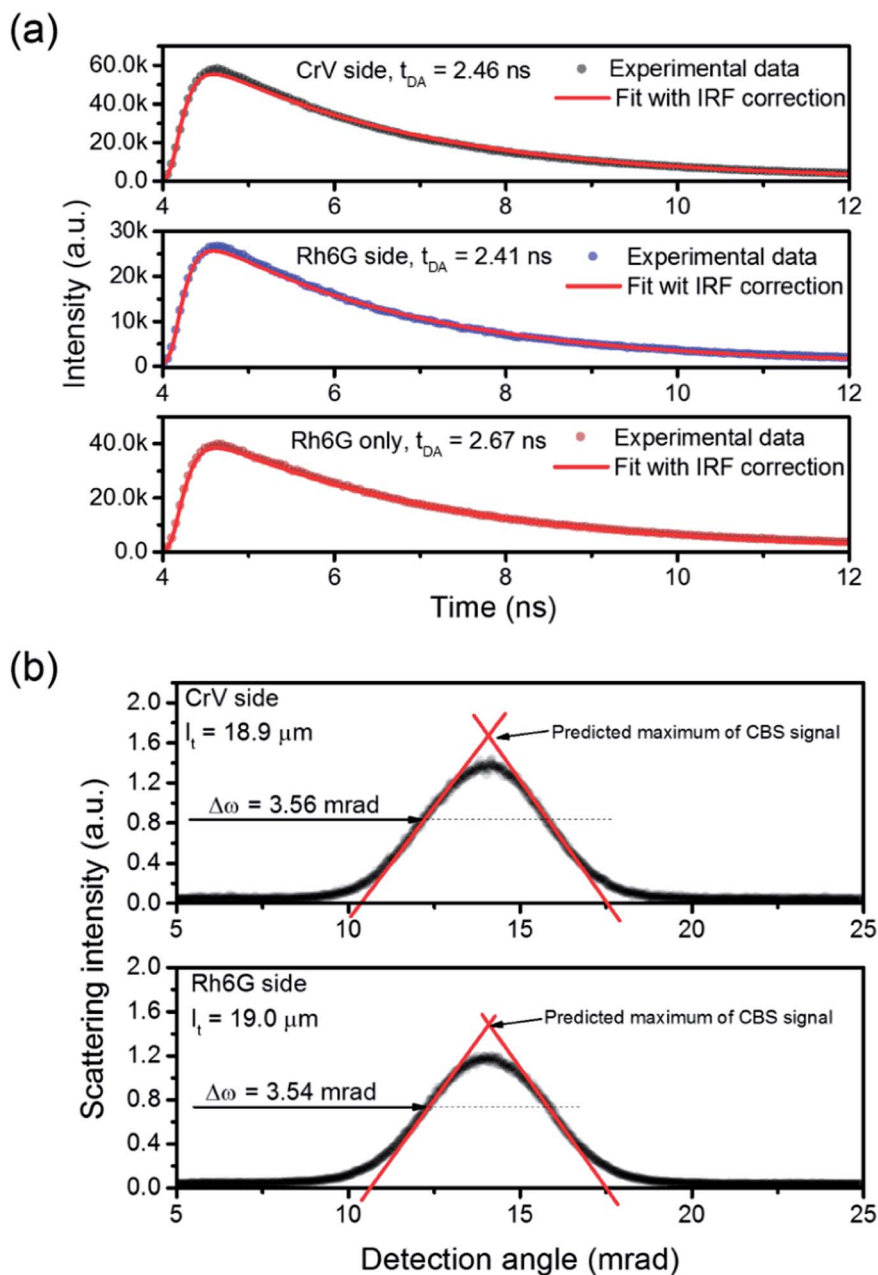 (a)
60.0k
40.0k
20.0k
0.0
CrV side, t_DA = 2.46 ns
Experimental data
Fit with IRF correction
4 6 8 10 12
30k
20k
10k
0
Rh6G side, t_DA = 2.41 ns
Experimental data
Fit wit IRF correction
4 6 8 10 12
40.0k
20.0k
0.0
Rh6G only, t_DA = 2.67 ns
Experimental data
Fit with IRF correction
4 6 8 10 12
Intensity (a.u.)
Time (ns)
(b)
2.0
1.6
1.2
0.8
0.4
0.0
CrV side
l_t = 18.9 μm
Predicted maximum of CBS signal
Δω = 3.56 mrad
5 10 15 20 25
2.0
1.6
1.2
0.8
0.4
0.0
Rh6G side
l_t = 19.0 μm
Predicted maximum of CBS signal
Δω = 3.54 mrad
5 10 15 20 25
Scattering intensity (a.u.)
Detection angle (mrad)